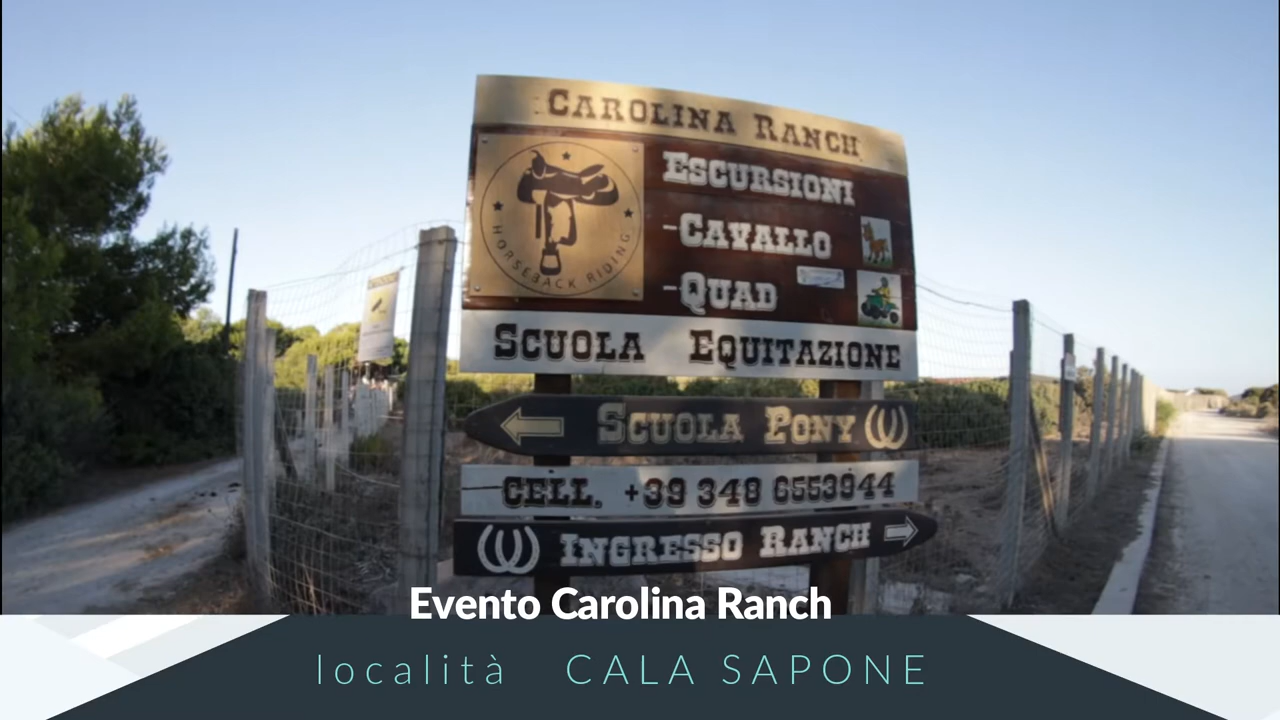 CAROLINA RANCH
HORSEBACK RIDING
ESCURSIONI
-CAVALLO
-QUAD
SCUOLA EQUITAZIONE
SCUOLA PONY
CELL. +39 348 6553944
INGRESSO RANCH
Evento Carolina Ranch
località CALA SAPONE